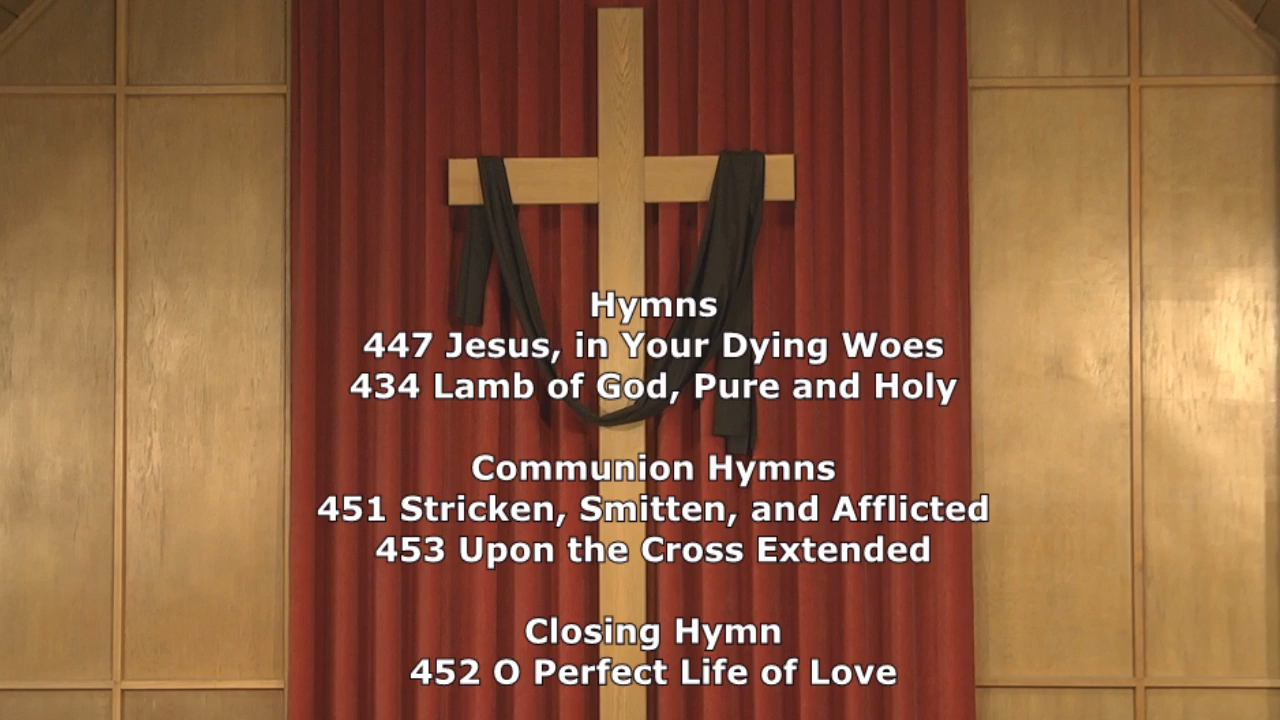 Hymns
447 Jesus, in Your Dying Woes
434 Lamb of God, Pure and Holy
Communion Hymns
451 Stricken, Smitten, and Afflicted
453 Upon the Cross Extended
Closing Hymn
452 O Perfect Life of Love